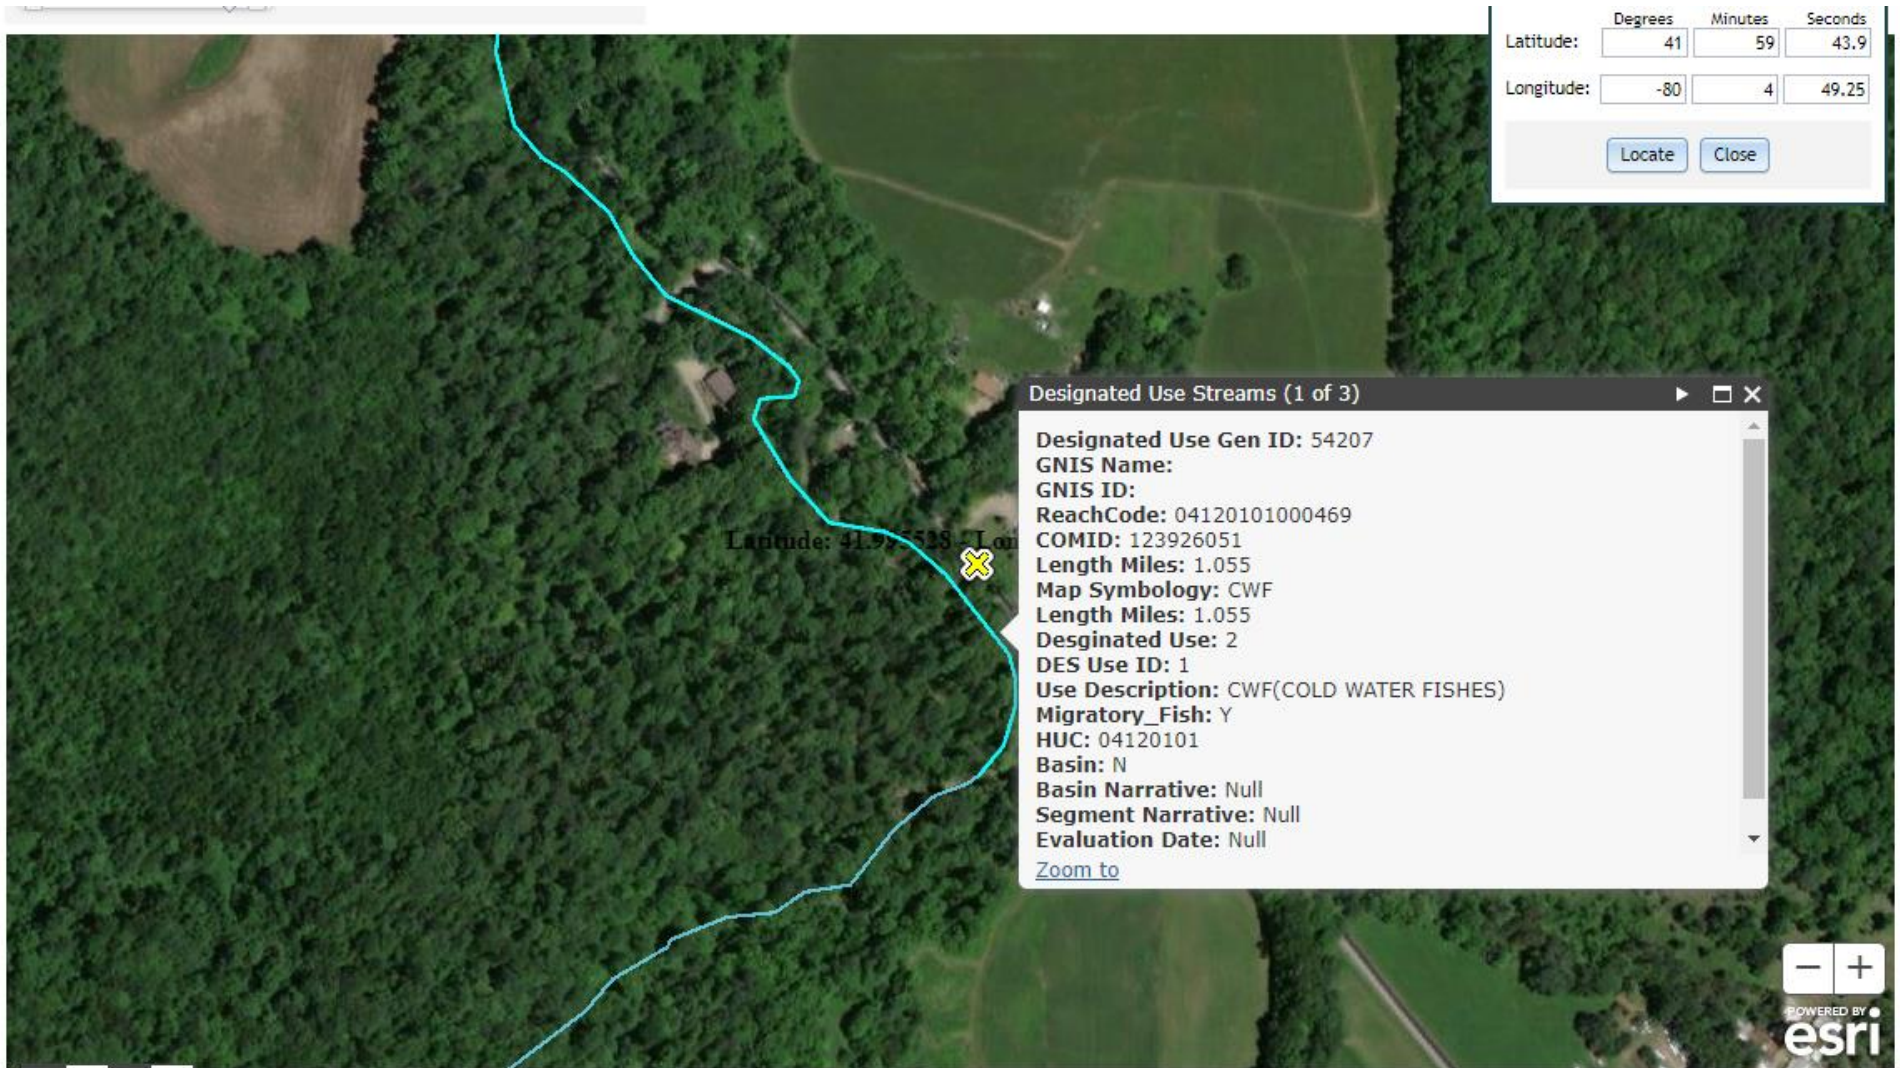 Degrees Minutes Seconds
Latitude: 41 59 43.9
Longitude: -80 4 49.25
Locate Close
Designated Use Streams (1 of 3)
Designated Use Gen ID: 54207
GNIS Name:
GNIS ID:
ReachCode: 04120101000469
Latitude: 41.995528 - Lon
COMID: 123926051
Length Miles: 1.055
Map Symbology: CWF
Length Miles: 1.055
Desginated Use: 2
DES Use ID: 1
Use Description: CWF(COLD WATER FISHES)
Migratory_Fish: Y
HUC: 04120101
Basin: N
Basin Narrative: Null
Segment Narrative: Null
Evaluation Date: Null
Zoom to
POWERED BY
esri